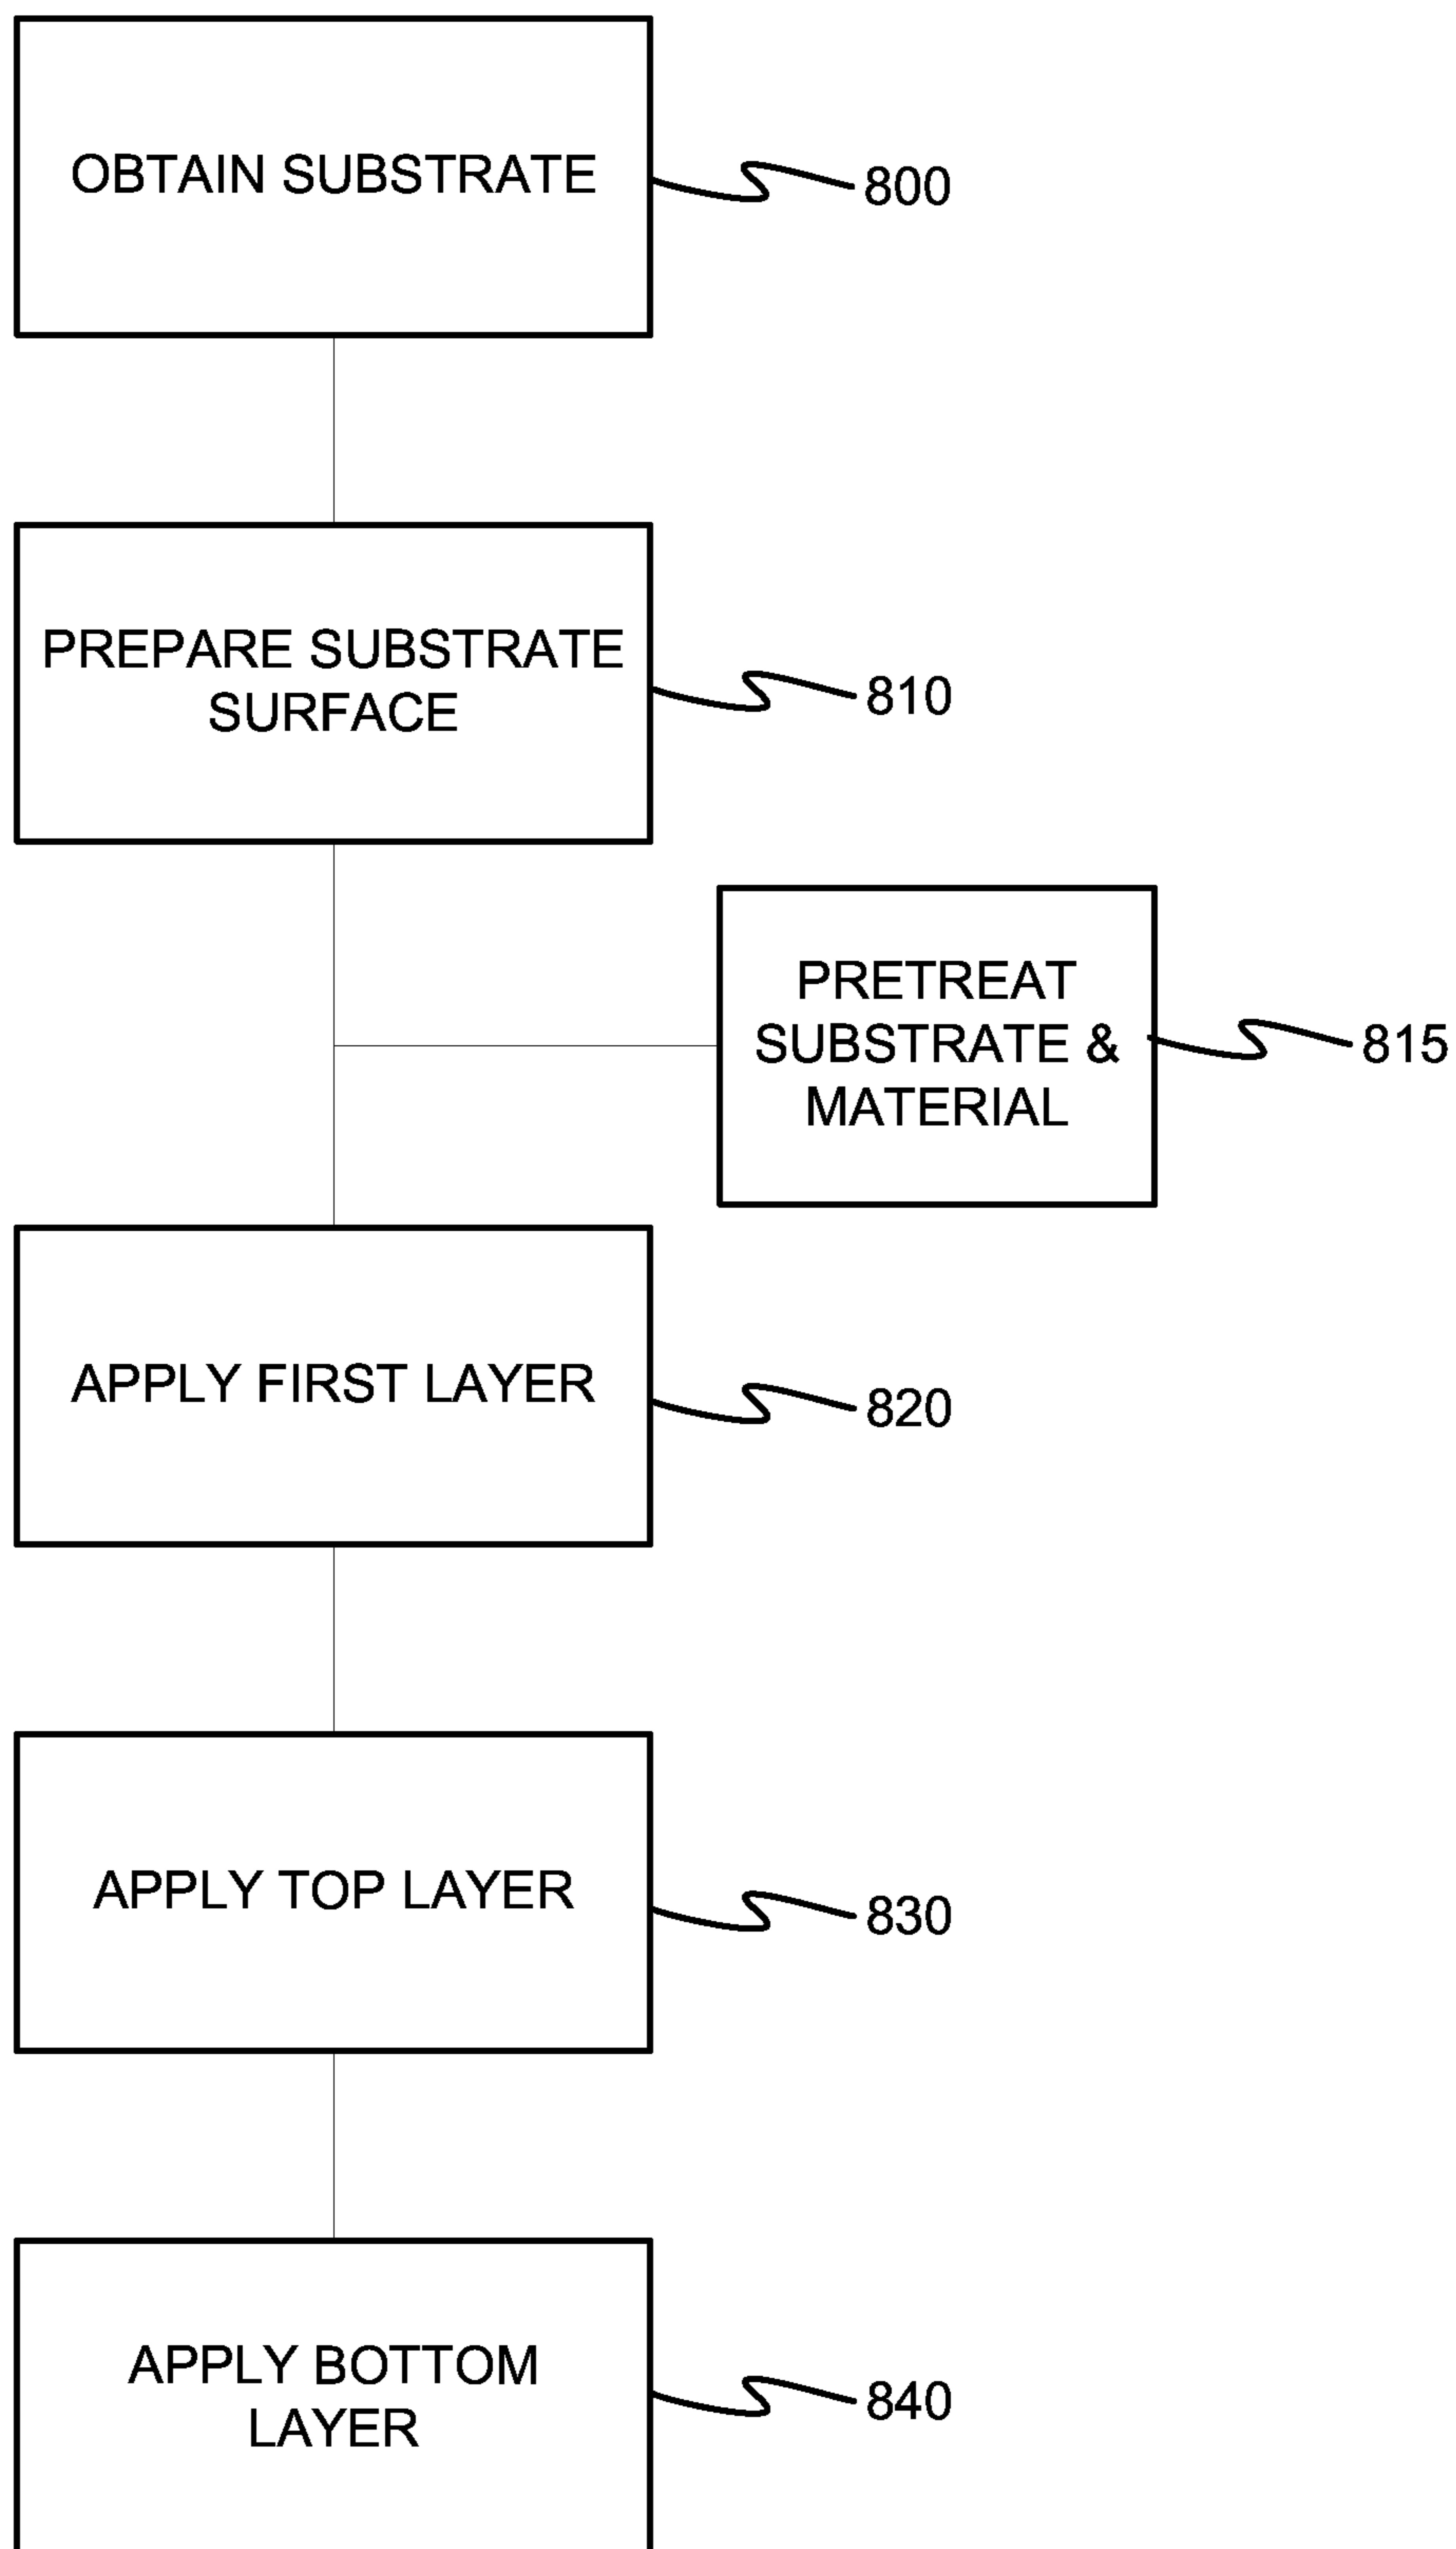 OBTAIN SUBSTRATE
800
PREPARE SUBSTRATE
SURFACE
810
PRETREAT
SUBSTRATE &
MATERIAL
815
APPLY FIRST LAYER
820
APPLY TOP LAYER
830
APPLY BOTTOM
LAYER
840